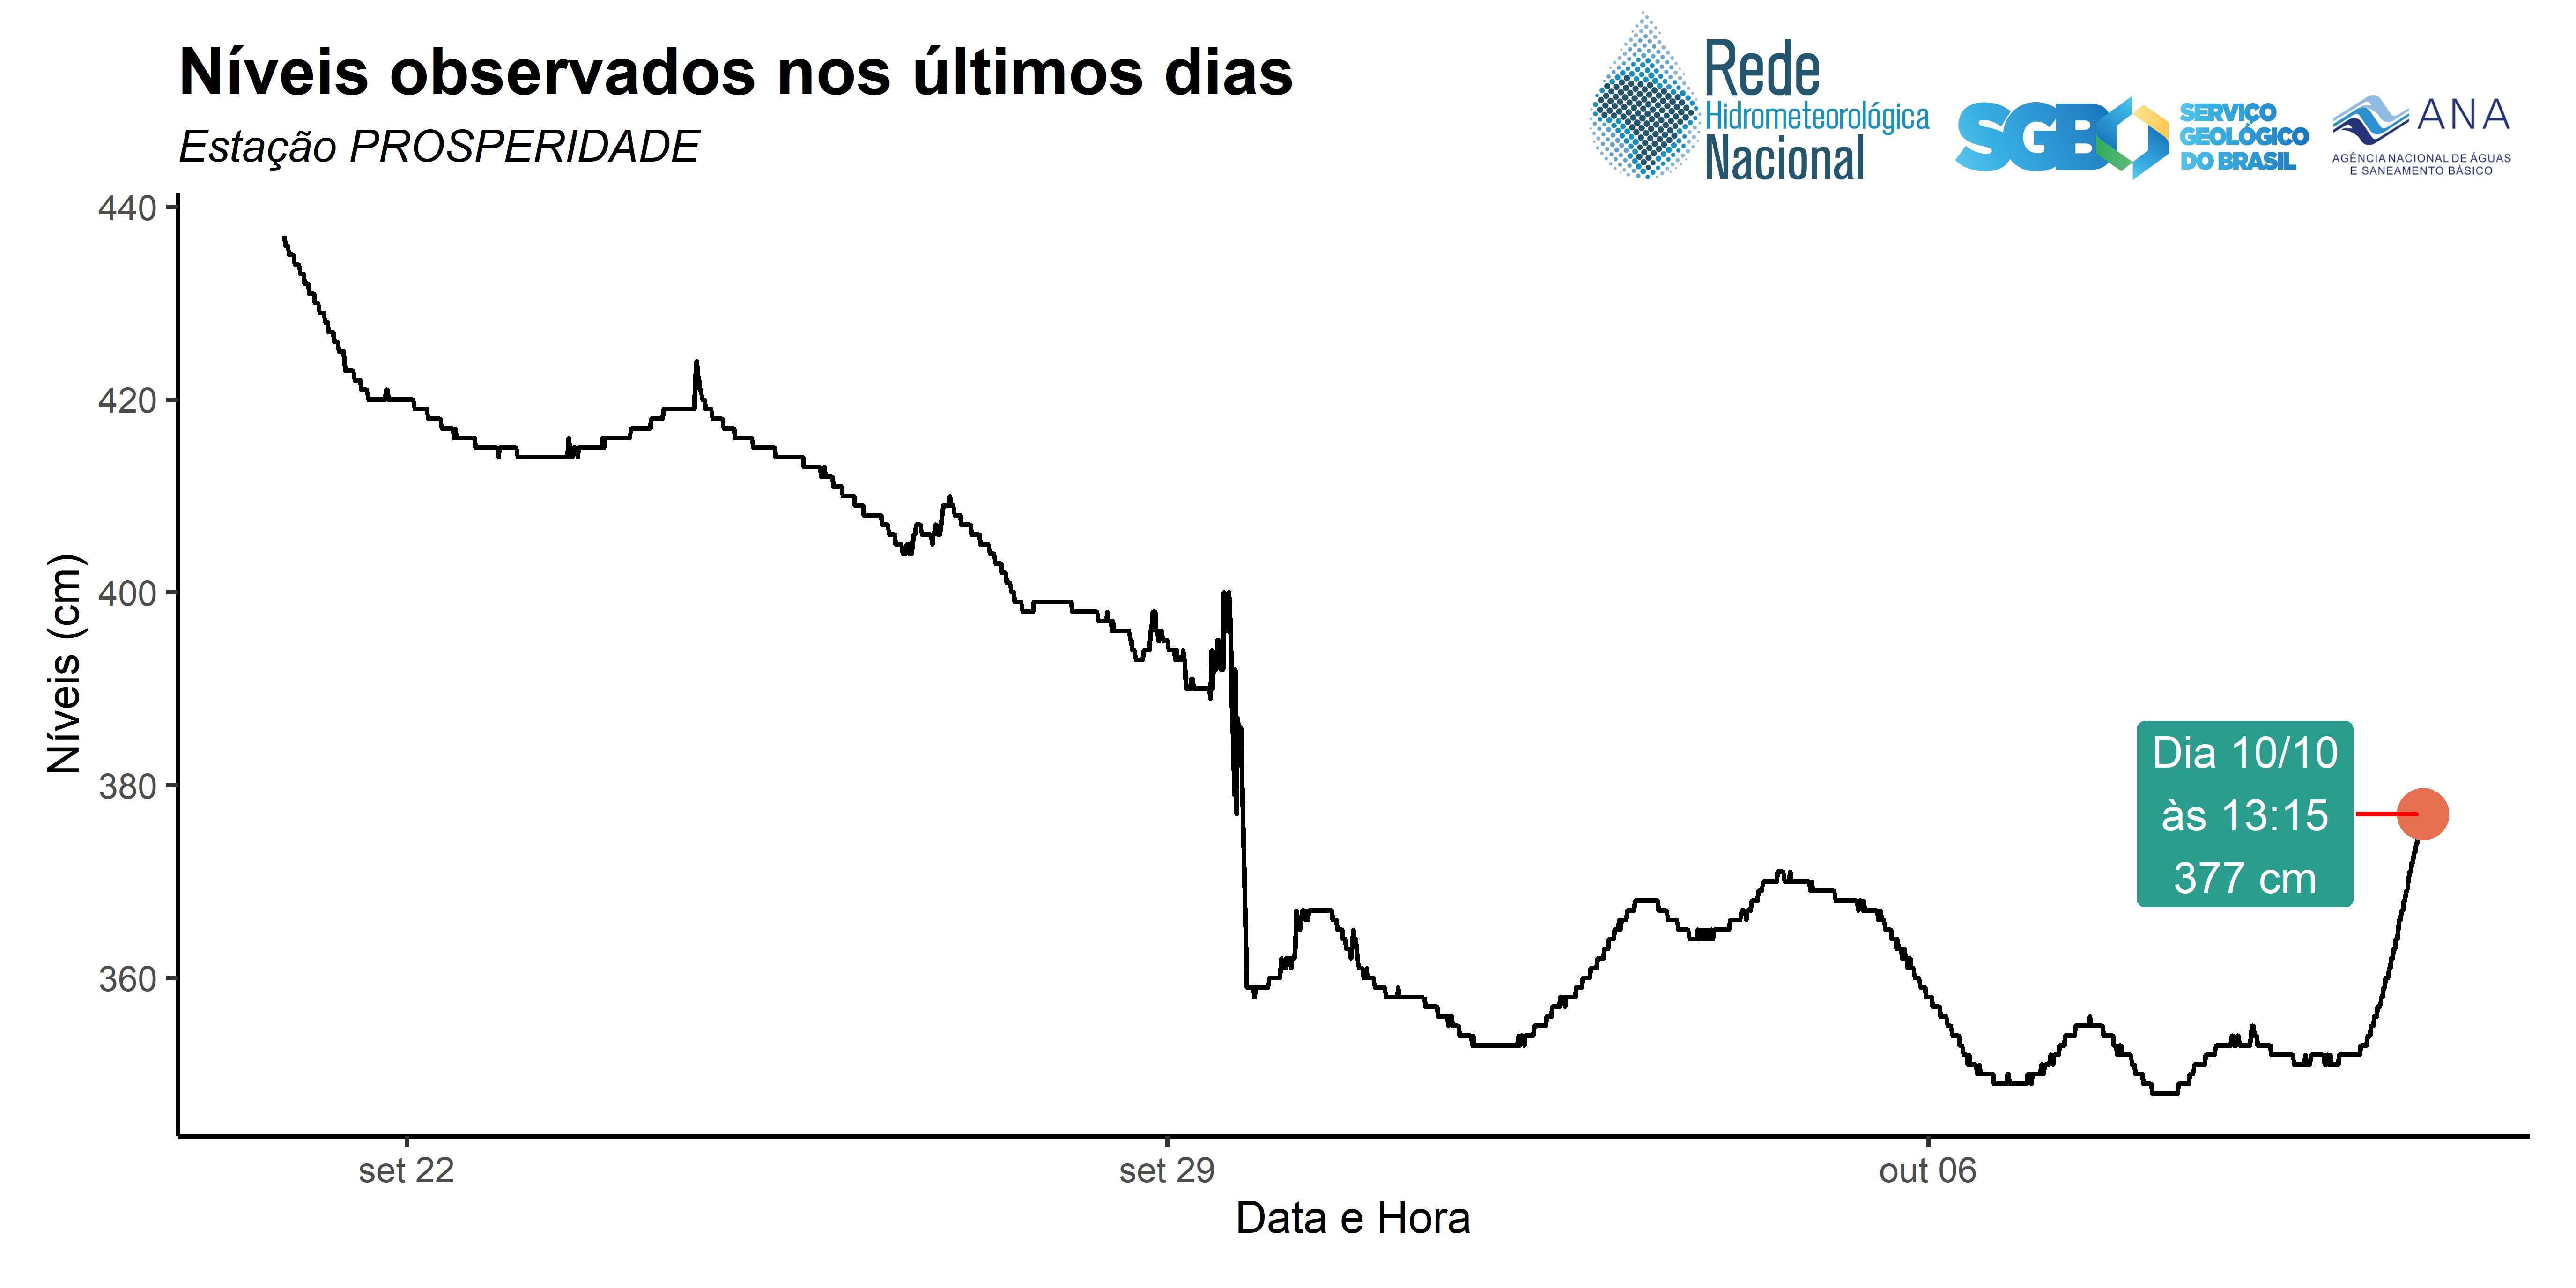 Níveis observados nos últimos dias
Estação PROSPERIDADE
Rede
Hidrometeorológica
Nacional
SGB
SERVIÇO
GEOLÓGICO
DO BRASIL
ANA
AGÊNCIA NACIONAL DE ÁGUAS
E SANEAMENTO BÁSICO
Níveis (cm)
440
420
400
380
360
Dia 10/10
às 13:15
377 cm
set 22
set 29
out 06
Data e Hora